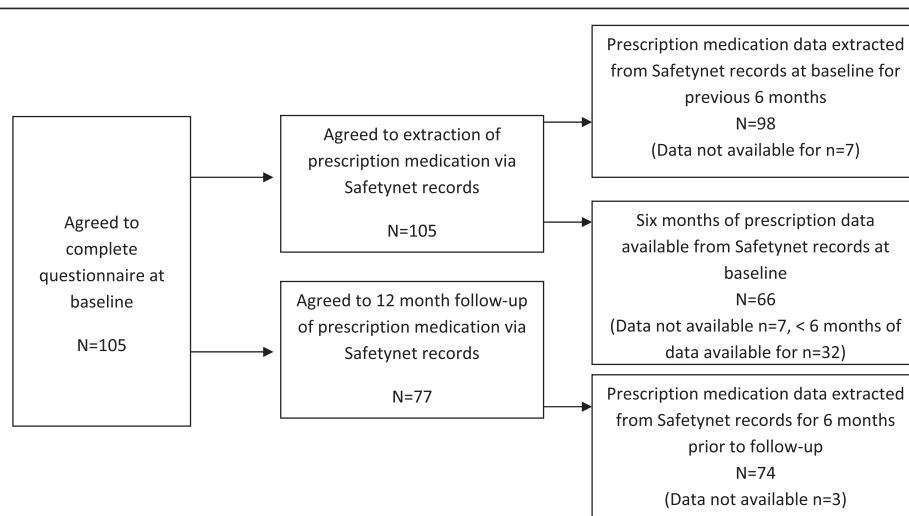 Agreed to
complete
questionnaire at
baseline
N=105
Agreed to extraction of
prescription medication via
Safetynet records
N=105
Agreed to 12 month follow-up
of prescription medication via
Safetynet records
N=77
Prescription medication data extracted
from Safetynet records at baseline for
previous 6 months
N=98
(Data not available for n=7)
Six months of prescription data
available from Safetynet records at
baseline
N=66
(Data not available n=7, < 6 months of
data available for n=32)
Prescription medication data extracted
from Safetynet records for 6 months
prior to follow-up
N=74
(Data not available n=3)